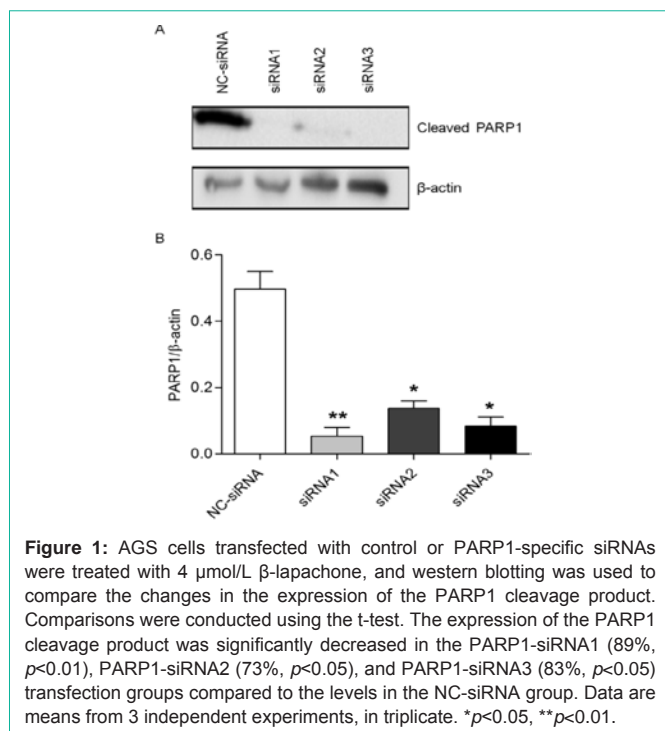 A
NC-siRNA
siRNA1
siRNA2
siRNA3
Cleaved PARP1
β-actin
B
PARP1/β-actin
0.6
0.4
0.2
0.0
**
*
*
NC-siRNA
siRNA1
siRNA2
siRNA3
Figure 1: AGS cells transfected with control or PARP1-specific siRNAs
were treated with 4 μmol/L β-lapachone, and western blotting was used to
compare the changes in the expression of the PARP1 cleavage product.
Comparisons were conducted using the t-test. The expression of the PARP1
cleavage product was significantly decreased in the PARP1-siRNA1 (89%,
p<0.01), PARP1-siRNA2 (73%, p<0.05), and PARP1-siRNA3 (83%, p<0.05)
transfection groups compared to the levels in the NC-siRNA group. Data are
means from 3 independent experiments, in triplicate. *p<0.05, **p<0.01.